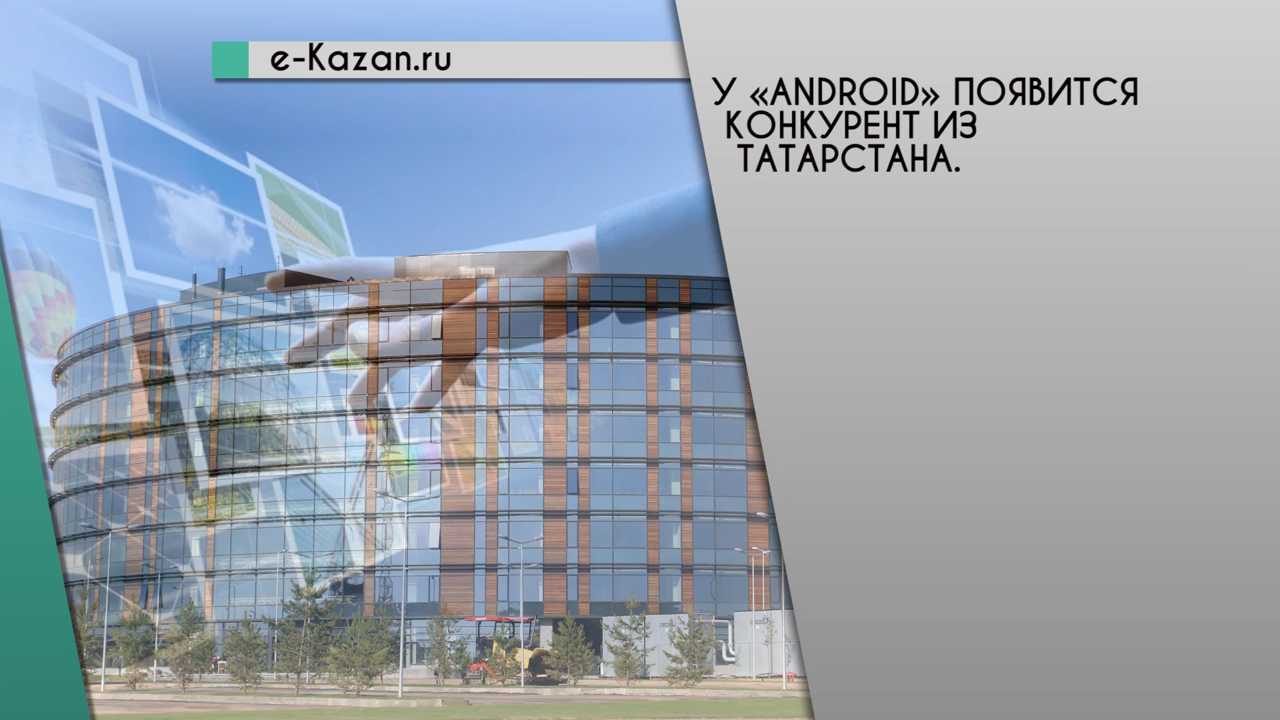 e-Kazan.ru
У «ANDROID» ПОЯВИТСЯ
КОНКУРЕНТ ИЗ
ТАТАРСТАНА.